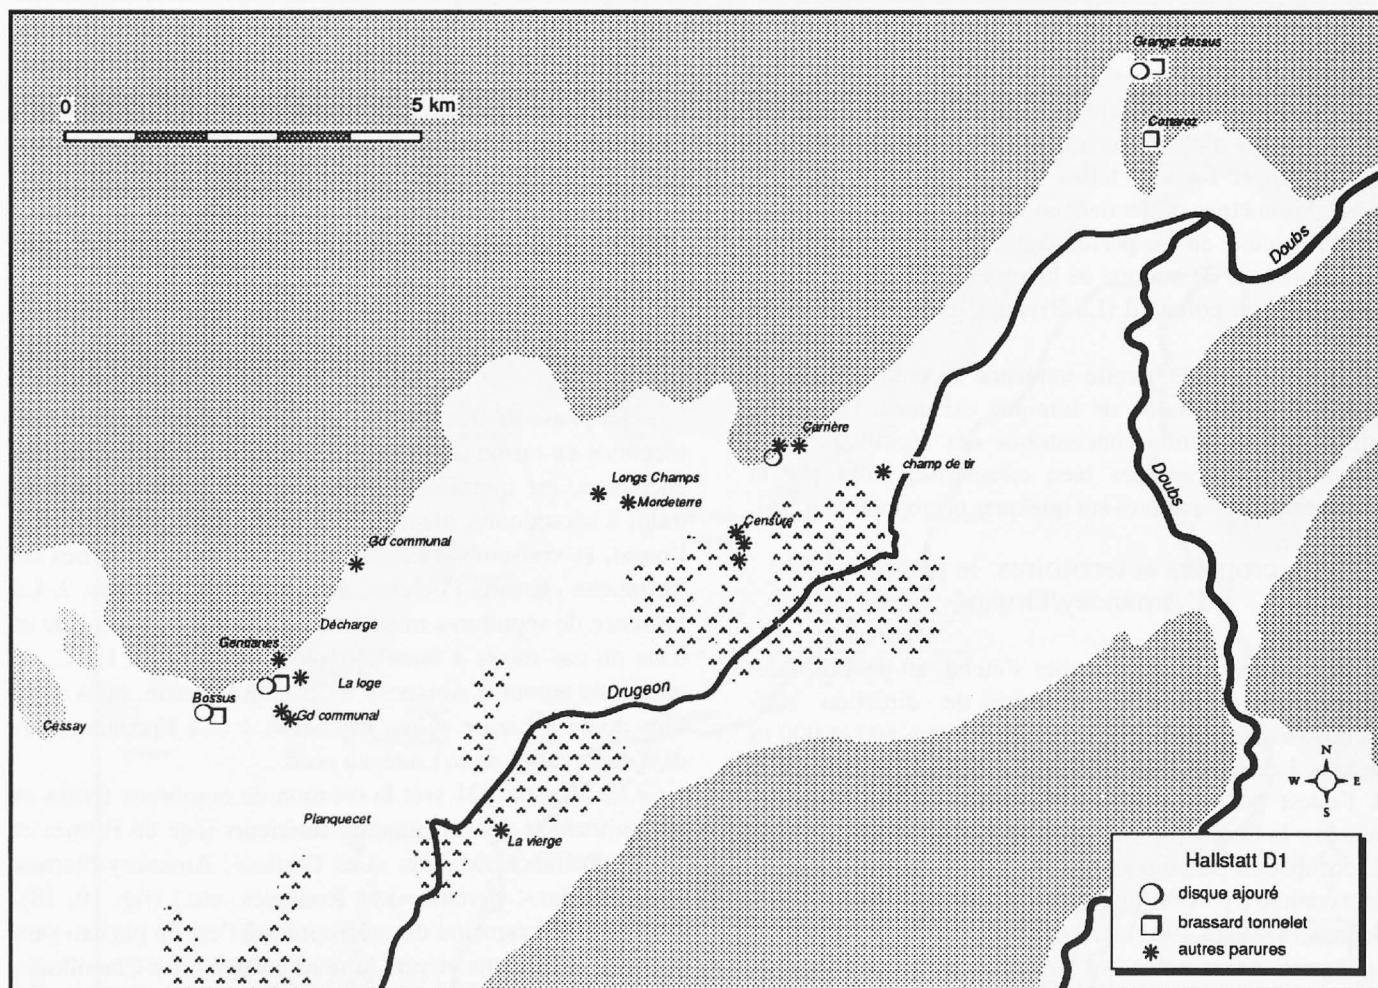 Grange dessus
0
5 km
Doubs
Carrière
champ de tir
Longs Champs
Mordeterre
Censure
Doubs
Gd communal
Décharge
Gentianes
La loge
Drugeon
Bossus
Gd communal
Cessay
N
W
E
S
Planquecet
La vierge
Hallstatt D1
disque ajouré
brassard tonnelet
autres parures